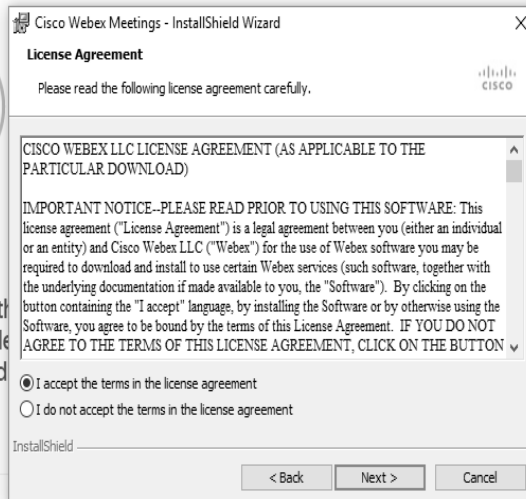 Cisco Webex Meetings - InstallShield Wizard
License Agreement
Please read the following license agreement carefully.
CISCO
CISCO WEBEX LLC LICENSE AGREEMENT (AS APPLICABLE TO THE
PARTICULAR DOWNLOAD)
IMPORTANT NOTICE--PLEASE READ PRIOR TO USING THIS SOFTWARE: This
license agreement ("License Agreement") is a legal agreement between you (either an individual
or an entity) and Cisco Webex LLC ("Webex") for the use of Webex software you may be
required to download and install to use certain Webex services (such software, together with
the underlying documentation if made available to you, the "Software").  By clicking on the
button containing the "I accept" language, by installing the Software or by otherwise using the
Software, you agree to be bound by the terms of this License Agreement.  IF YOU DO NOT
AGREE TO THE TERMS OF THIS LICENSE AGREEMENT, CLICK ON THE BUTTON
I accept the terms in the license agreement
I do not accept the terms in the license agreement
InstallShield
< Back
Next >
Cancel